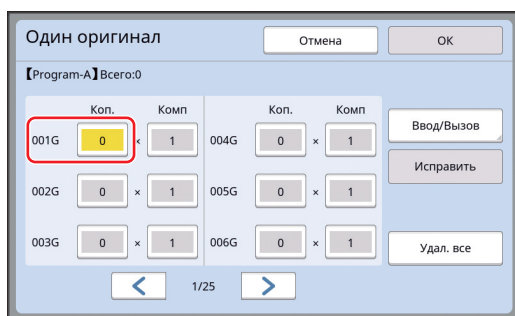 Один оригинал Отмена ОК
【Program-A】Всего:0
Коп. Комп Коп. Комп
001G 0 × 1 004G 0 × 1 Ввод/Вызов
Исправить
002G 0 × 1 005G 0 × 1
003G 0 × 1 006G 0 × 1 Удал. все
1/25